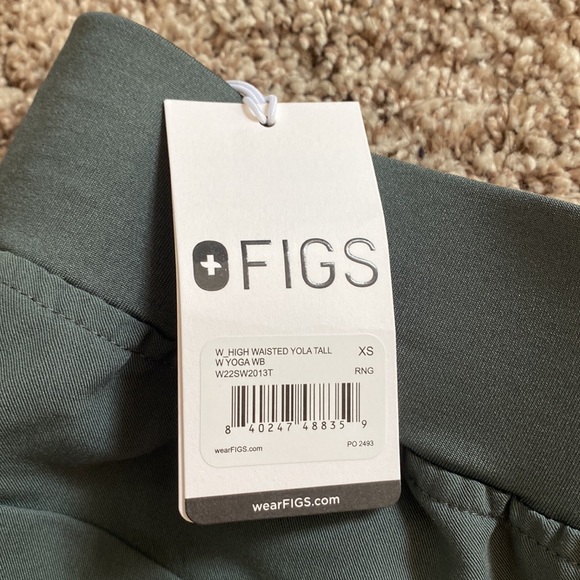 FIGS
W_HIGH WAISTED YOLA TALL XS
W YOGA WB
W22SW2013T RNG
8 40247 48835 9
wearFIGS.com PO 2493
wearFIGS.com